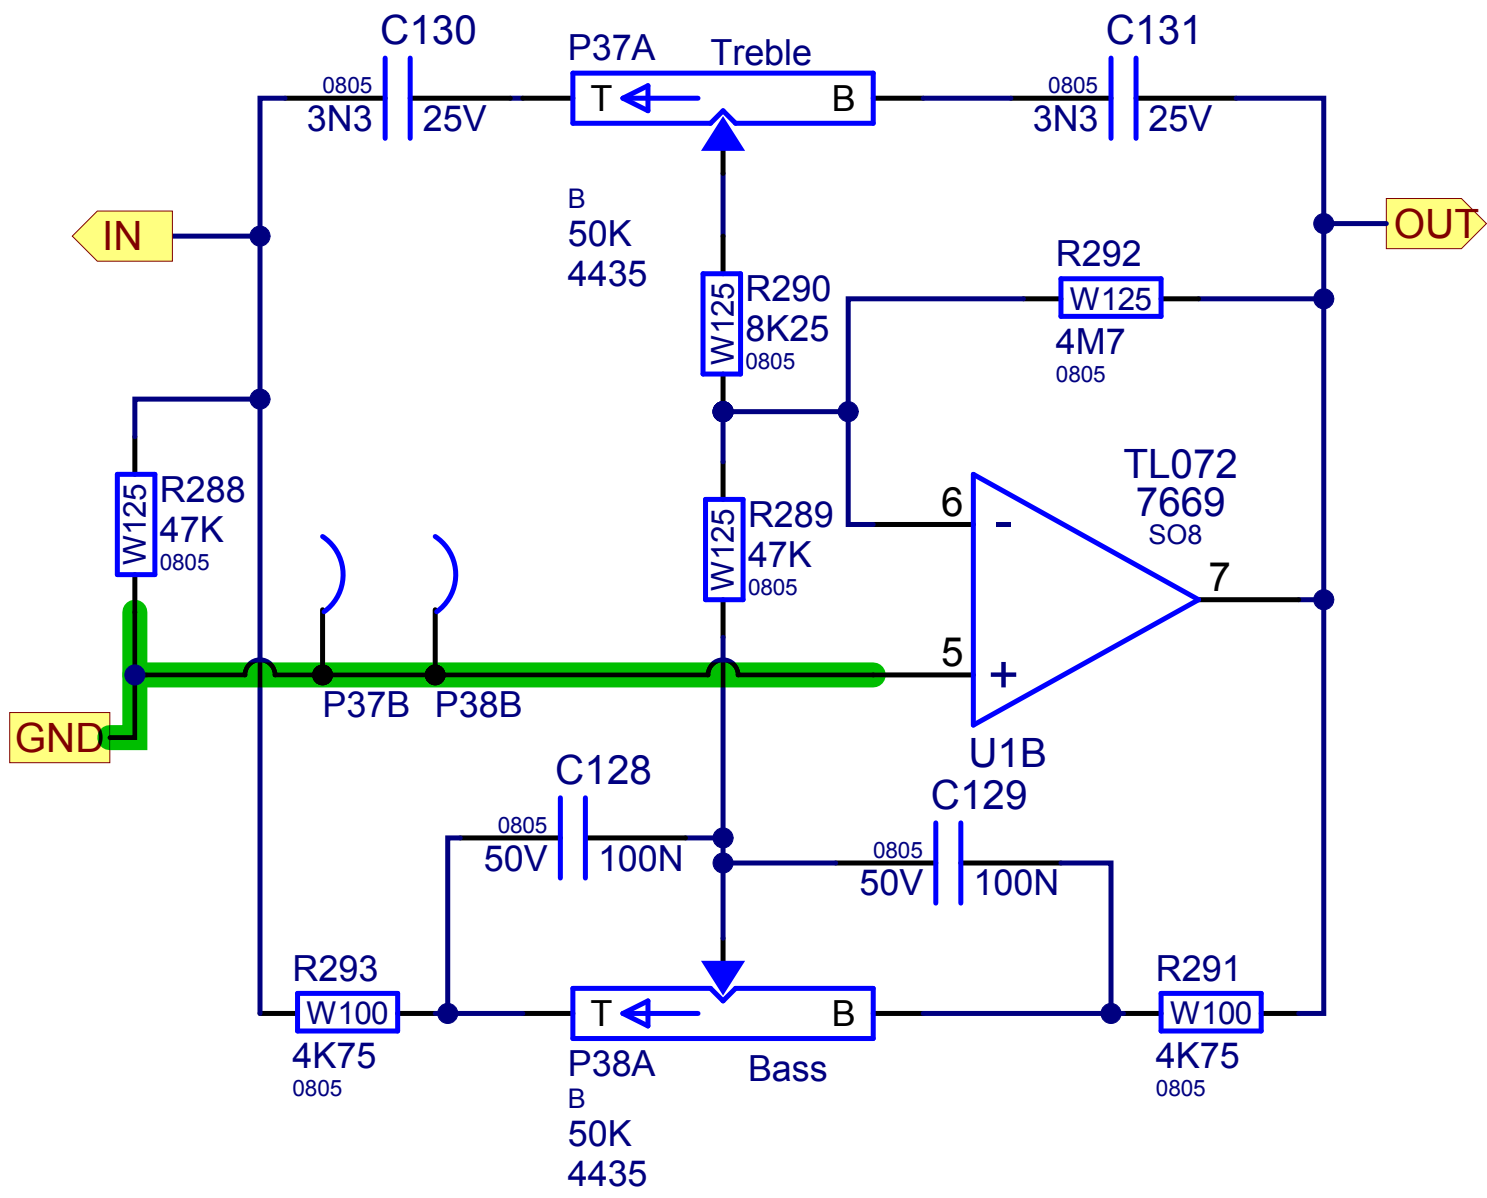 C130
0805
3N3
25V
P37A
Treble
T
B
B
50K
4435
C131
0805
3N3
25V
IN
OUT
R290
8K25
0805
W125
R292
W125
4M7
0805
R288
47K
0805
W125
R289
47K
0805
W125
TL072
7669
SO8
6
-
7
5
+
U1B
P37B
P38B
GND
C128
0805
50V
100N
C129
0805
50V
100N
R293
W100
4K75
0805
T
B
P38A
Bass
B
50K
4435
R291
W100
4K75
0805